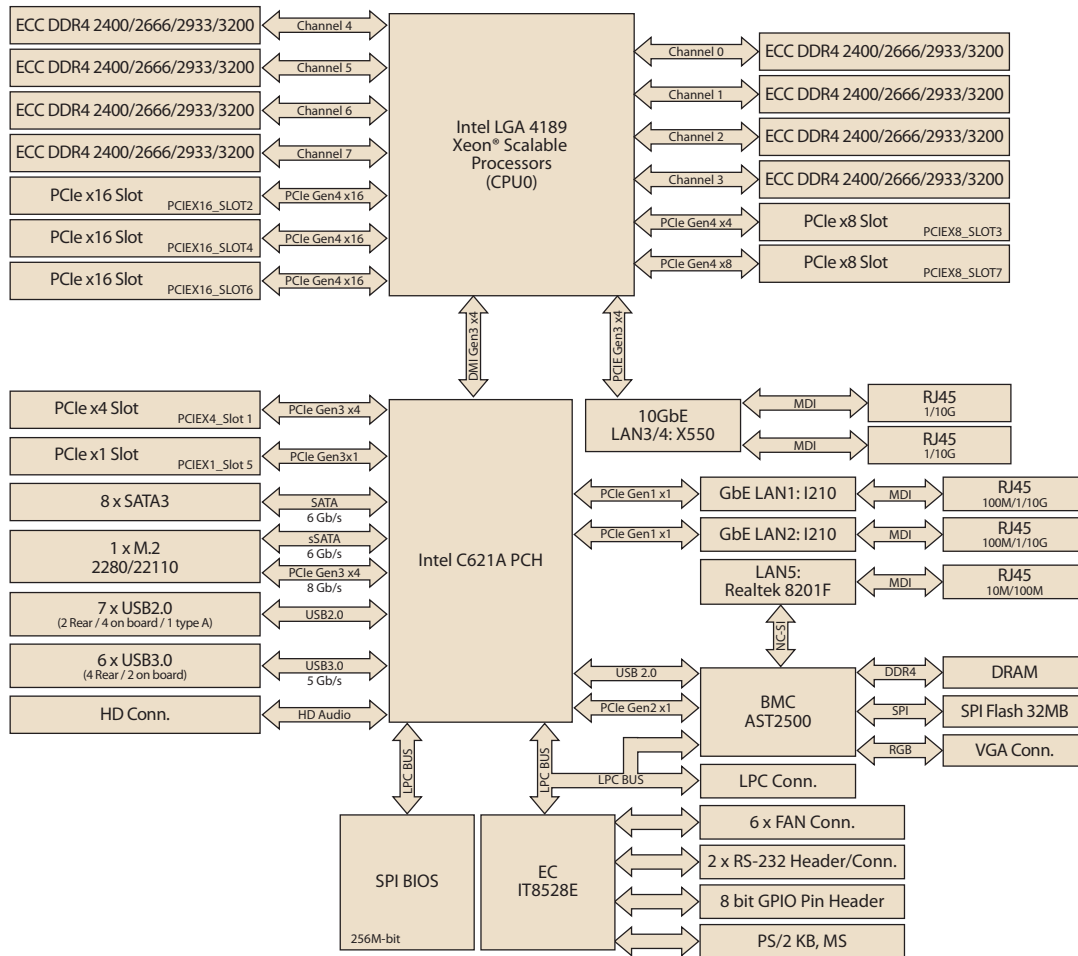 ECC DDR4 2400/2666/2933/3200
Channel 4
ECC DDR4 2400/2666/2933/3200
Channel 5
ECC DDR4 2400/2666/2933/3200
Channel 6
ECC DDR4 2400/2666/2933/3200
Channel 7
PCIe x16 Slot
PCIEX16_SLOT2
PCIe Gen4 x16
PCIe x16 Slot
PCIEX16_SLOT4
PCIe Gen4 x16
PCIe x16 Slot
PCIEX16_SLOT6
PCIe Gen4 x16
Intel LGA 4189
Xeon® Scalable
Processors
(CPU0)
Channel 0
ECC DDR4 2400/2666/2933/3200
Channel 1
ECC DDR4 2400/2666/2933/3200
Channel 2
ECC DDR4 2400/2666/2933/3200
Channel 3
ECC DDR4 2400/2666/2933/3200
PCIe Gen4 x4
PCIe x8 Slot
PCIEX8_SLOT3
PCIe Gen4 x8
PCIe x8 Slot
PCIEX8_SLOT7
DMI Gen3 x4
PCIE Gen3 x4
PCIe x4 Slot
PCIEX4_Slot 1
PCIe Gen3 x4
PCIe x1 Slot
PCIEX1_Slot 5
PCIe Gen3x1
8 x SATA3
SATA
6 Gb/s
1 x M.2
2280/22110
sSATA
6 Gb/s
PCIe Gen3 x4
8 Gb/s
7 x USB2.0
(2 Rear / 4 on board / 1 type A)
USB2.0
6 x USB3.0
(4 Rear / 2 on board)
USB3.0
5 Gb/s
HD Conn.
HD Audio
Intel C621A PCH
10GbE
LAN3/4: X550
MDI
RJ45
1/10G
MDI
RJ45
1/10G
PCIe Gen1 x1
GbE LAN1: I210
MDI
RJ45
100M/1/10G
PCIe Gen1 x1
GbE LAN2: I210
MDI
RJ45
100M/1/10G
LAN5:
Realtek 8201F
MDI
RJ45
10M/100M
NC-SI
USB 2.0
PCIe Gen2 x1
BMC
AST2500
DDR4
DRAM
SPI
SPI Flash 32MB
RGB
VGA Conn.
LPC BUS
LPC BUS
LPC BUS
LPC Conn.
SPI BIOS
256M-bit
EC
IT8528E
6 x FAN Conn.
2 x RS-232 Header/Conn.
8 bit GPIO Pin Header
PS/2 KB, MS